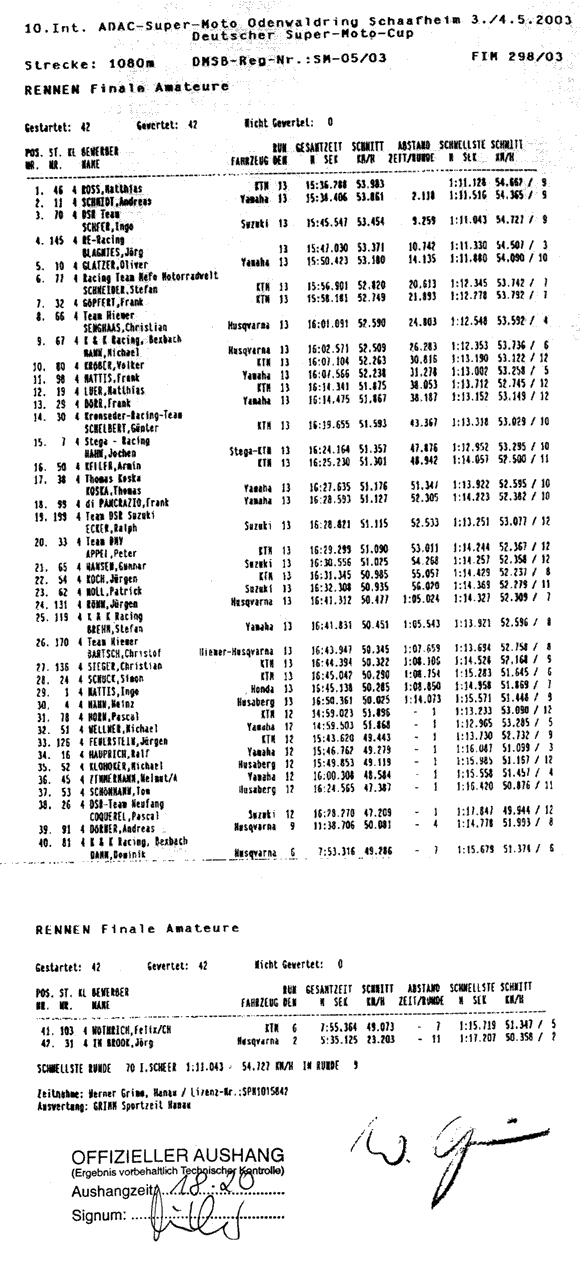 10.Int. ADAC-Super-Moto Odenwaldring Schaafheim 3./4.5.2003
Deutscher Super-Moto-Cup
Strecke: 1080m DMSB-Reg-Nr.:SM-05/03 FIM 298/03
RENNEN Finale Amateure
Gestartet: 42 Gewertet: 42 Nicht Gewertet: 0
POS. ST. KL BEWERBER RUN GESAMTZEIT SCHNITT ABSTAND SCHNELLSTE SCHNITT
NR. NR. NAME FAHRZEUG DEN M SEK KM/H ZEIT/RUNDE M SEK KM/H
1. 46 4 ROSS,Matthias KTM 13 15:36.288 53.983 1:11.128 54.667 / 9
2. 11 4 SCHMIDT,Andreas Yamaha 13 15:38.406 53.861 2.118 1:11.516 54.365 / 9
3. 70 4 DSR Team
SCHEER,Ingo Suzuki 13 15:45.547 53.454 9.259 1:11.043 54.727 / 9
4. 145 4 RE-Racing
BLAGNIES,Jörg 13 15:47.030 53.371 10.742 1:11.330 54.507 / 3
5. 10 4 GLATZER,Oliver Yamaha 13 15:50.423 53.180 14.135 1:11.880 54.090 / 10
6. 77 4 Racing Team Mefo Motorradwelt
SCHNEIDER,Stefan KTM 13 15:56.901 52.820 20.613 1:12.345 53.742 / 7
7. 32 4 GÖPFERT,Frank KTM 13 15:58.181 52.749 21.893 1:12.278 53.792 / 7
8. 66 4 Team Hiemer
SENGHAAS,Christian Husqvarna 13 16:01.091 52.590 24.803 1:12.548 53.592 / 4
9. 67 4 K & K Racing, Bexbach
MANN,Michael Husqvarna 13 16:02.571 52.509 26.283 1:12.353 53.736 / 6
10. 80 4 KRÖBER,Volker KTM 13 16:07.104 52.263 30.816 1:13.190 53.122 / 12
11. 98 4 MATTIS,Frank Yamaha 13 16:07.566 52.238 31.278 1:13.002 53.258 / 5
12. 19 4 LUER,Matthias KTM 13 16:14.341 51.875 38.053 1:13.712 52.745 / 12
13. 29 4 DÖRR,Frank Yamaha 13 16:14.475 51.867 38.187 1:13.152 53.149 / 12
14. 30 4 Kronseder-Racing-Team
SCHELBERT,Günter KTM 13 16:19.655 51.593 43.367 1:13.318 53.029 / 10
15. 7 4 Stega - Racing
HAHN,Jochen Stega-KTM 13 16:24.164 51.357 47.876 1:12.952 53.295 / 10
16. 50 4 KEILER,Armin KTM 13 16:25.230 51.301 48.942 1:14.057 52.500 / 11
17. 38 4 Thomas Koska
KOSKA,Thomas Yamaha 13 16:27.635 51.176 51.347 1:13.922 52.595 / 10
18. 99 4 di PANCRAZIO,Frank Yamaha 13 16:28.593 51.127 52.305 1:14.223 52.382 / 10
19. 199 4 Team DSR Suzuki
ECKER,Ralph Suzuki 13 16:28.821 51.115 52.533 1:13.251 53.077 / 12
20. 33 4 Team
APPEL,Peter KTM 13 16:29.299 51.090 53.011 1:14.244 52.367 / 12
21. 65 4 HANSEN,Gunnar Suzuki 13 16:30.556 51.025 54.268 1:14.257 52.358 / 12
22. 54 4 KOCH,Jürgen KTM 13 16:31.345 50.985 55.057 1:14.429 52.237 / 8
23. 62 4 NOLL,Patrick Suzuki 13 16:32.308 50.935 56.020 1:14.369 52.279 / 11
24. 131 4 RÖHM,Jürgen Husqvarna 13 16:41.312 50.477 1:05.024 1:14.327 52.309 / 7
25. 119 4 K & K Racing
BREHM,Stefan Yamaha 13 16:41.831 50.451 1:05.543 1:13.921 52.596 / 8
26. 170 4 Team Hiemer
BARTSCH,Christof Hiemer-Husqvarna 13 16:43.947 50.345 1:07.659 1:13.694 52.758 / 8
27. 136 4 STEGER,Christian KTM 13 16:44.394 50.322 1:08.106 1:14.526 52.168 / 9
28. 24 4 SCHUCK,Simon KTM 13 16:45.042 50.290 1:08.754 1:15.283 51.645 / 6
29. 1 4 MATTIS,Ingo Honda 13 16:45.138 50.285 1:08.850 1:14.958 51.869 / 7
30. 4 4 HAHN,Heinz Husaberg 13 16:50.361 50.025 1:14.073 1:15.571 51.448 / 9
31. 78 4 HORN,Pascal KTM 12 14:59.023 51.896 - 1 1:13.233 53.090 / 12
32. 51 4 WELLNER,Michael Yamaha 12 14:59.503 51.868 - 1 1:12.965 53.285 / 5
33. 126 4 FEUERSTEIN,Jürgen KTM 12 15:43.620 49.443 - 1 1:13.730 52.732 / 9
34. 16 4 HAUPRICH,Ralf Yamaha 12 15:46.762 49.279 - 1 1:16.087 51.099 / 3
35. 52 4 KLOHOKER,Michael Husaberg 12 15:49.853 49.119 - 1 1:15.985 51.167 / 12
36. 45 4 ZIMMERMANN,Helmut/A Yamaha 12 16:00.308 48.584 - 1 1:15.558 51.457 / 4
37. 53 4 SCHÖNMANN,Tom Husaberg 12 16:24.565 47.387 - 1 1:16.420 50.876 / 11
38. 26 4 DSR-Team Neufang
COQUEREL,Pascal Suzuki 12 16:28.270 47.209 - 1 1:17.847 49.944 / 12
39. 91 4 DÖRNER,Andreas Husqvarna 9 11:38.706 50.081 - 4 1:14.778 51.993 / 8
40. 81 4 K & K Racing, Bexbach
DAHM,Dominik Husqvarna 6 7:53.316 49.286 - 7 1:15.679 51.374 / 6
RENNEN Finale Amateure
Gestartet: 42 Gewertet: 42 Nicht Gewertet: 0
POS. ST. KL BEWERBER RUN GESAMTZEIT SCHNITT ABSTAND SCHNELLSTE SCHNITT
NR. NR. NAME FAHRZEUG DEN M SEK KM/H ZEIT/RUNDE M SEK KM/H
41. 103 4 WOTHRICH,Felix/CH KTM 6 7:55.364 49.073 - 7 1:15.719 51.347 / 5
42. 31 4 IM BROOK,Jörg Husqvarna 2 5:35.125 23.203 - 11 1:17.207 50.358 / 2
SCHNELLSTE RUNDE 70 I.SCHEER 1:11.043 - 54.727 KM/H IN RUNDE 9
Zeitnahme: Werner Grimm, Hanau / Lizenz-Nr.:SPM1015842
Auswertung: GRIMM Sportzeit Hanau
OFFIZIELLER AUSHANG
(Ergebnis vorbehaltlich Technischer Kontrolle)
Aushangzeit: 18.20
Signum: